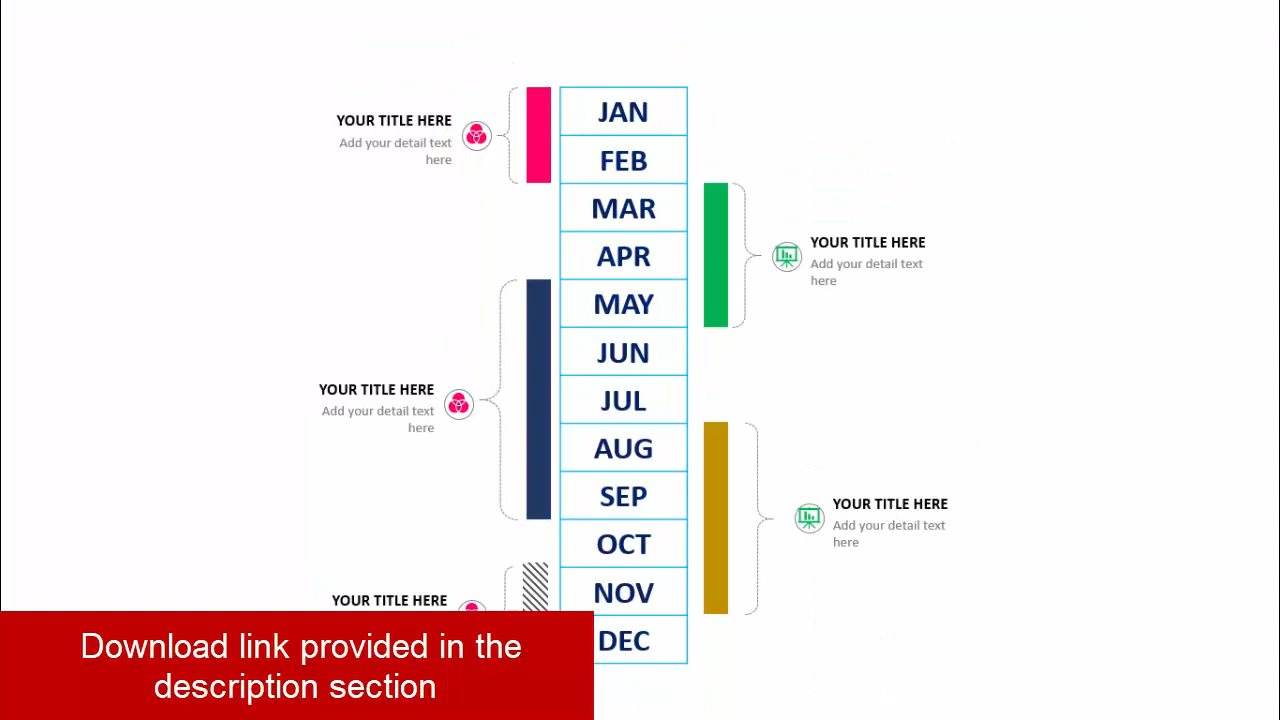 JAN
YOUR TITLE HERE
Add your detail text
here
FEB
MAR
YOUR TITLE HERE
Add your detail text
here
APR
MAY
JUN
YOUR TITLE HERE
Add your detail text
here
JUL
AUG
SEP
YOUR TITLE HERE
Add your detail text
here
OCT
NOV
YOUR TITLE HERE
DEC
Download link provided in the
description section